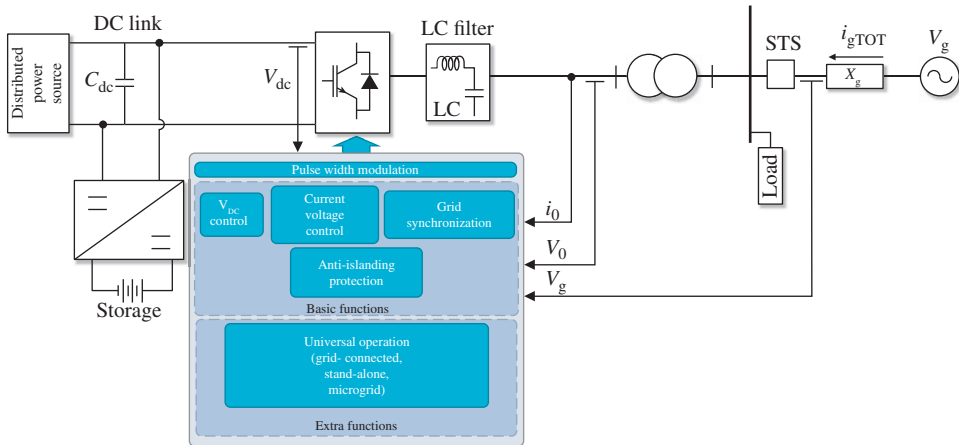 DC link
LC filter
Distributed
power
source
C_dc
V_dc
LC
STS
i_gTOT
V_g
X_g
Load
Pulse width modulation
V_DC
control
Current
voltage
control
Grid
synchronization
i_0
V_0
V_g
Anti-islanding
protection
Basic functions
Storage
Universal operation
(grid- connected,
stand-alone,
microgrid)
Extra functions